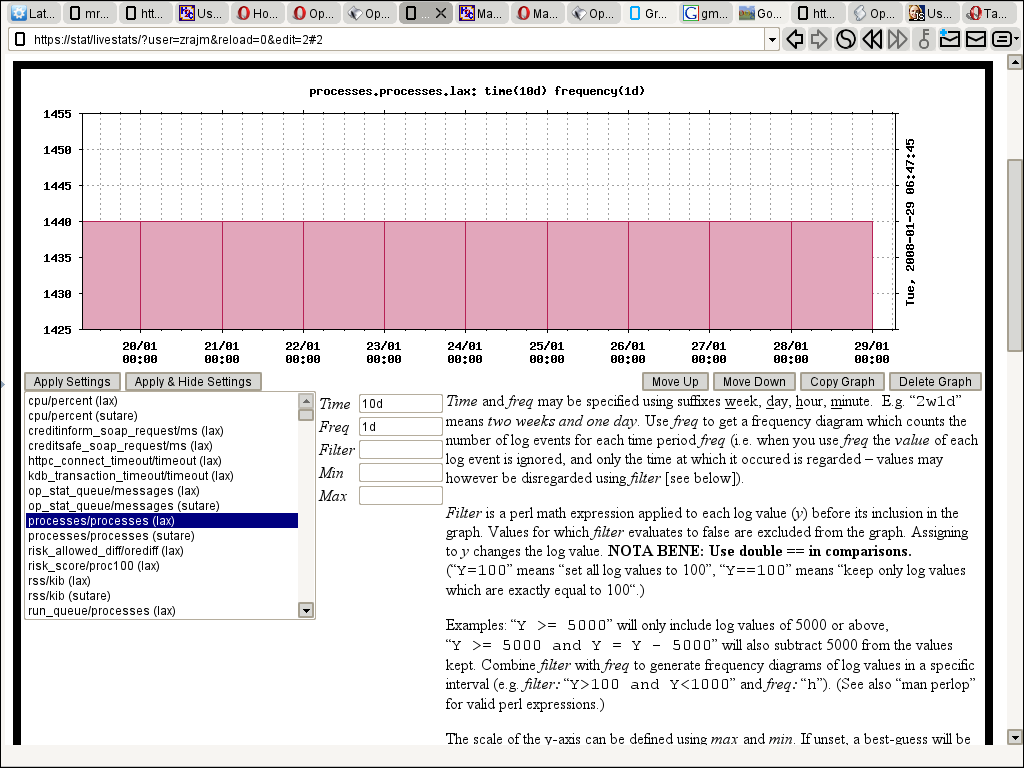 Lat...
mr...
htt...
Us...
Ho...
Op...
Op...
...
Ma...
Ma...
Op...
Gr...
gm...
Go...
htt...
Op...
Us...
Ta...
https://stat/livestats/?user=zrajm&reload=0&edit=2#2
processes.processes.lax: time(10d) frequency(1d)
1455
1450
1445
1440
1435
1430
1425
20/01 21/01 22/01 23/01 24/01 25/01 26/01 27/01 28/01 29/01
00:00 00:00 00:00 00:00 00:00 00:00 00:00 00:00 00:00 00:00
Tue, 2008-01-29 06:47:45
Apply Settings
Apply & Hide Settings
Move Up
Move Down
Copy Graph
Delete Graph
cpu/percent (lax)
cpu/percent (sutare)
creditinform_soap_request/ms (lax)
creditsafe_soap_request/ms (lax)
httpc_connect_timeout/timeout (lax)
kdb_transaction_timeout/timeout (lax)
op_stat_queue/messages (lax)
op_stat_queue/messages (sutare)
processes/processes (lax)
processes/processes (sutare)
risk_allowed_diff/orediff (lax)
risk_score/proc100 (lax)
rss/kib (lax)
rss/kib (sutare)
run_queue/processes (lax)
Time 10d
Freq 1d
Filter
Min
Max
Time and freq may be specified using suffixes week, day, hour, minute. E.g. “2w1d”
means two weeks and one day. Use freq to get a frequency diagram which counts the
number of log events for each time period freq (i.e. when you use freq the value of each
log event is ignored, and only the time at which it occured is regarded – values may
however be disregarded using filter [see below]).
Filter is a perl math expression applied to each log value (y) before its inclusion in the
graph. Values for which filter evaluates to false are excluded from the graph. Assigning
to y changes the log value. NOTA BENE: Use double == in comparisons.
(“Y=100” means “set all log values to 100”, “Y==100” means “keep only log values
which are exactly equal to 100“.)
Examples: “Y >= 5000” will only include log values of 5000 or above,
“Y >= 5000 and Y = Y - 5000” will also subtract 5000 from the values
kept. Combine filter with freq to generate frequency diagrams of log values in a specific
interval (e.g. filter: “Y>100 and Y<1000” and freq: “h”). (See also “man perlop”
for valid perl expressions.)
The scale of the y-axis can be defined using max and min. If unset, a best-guess will be